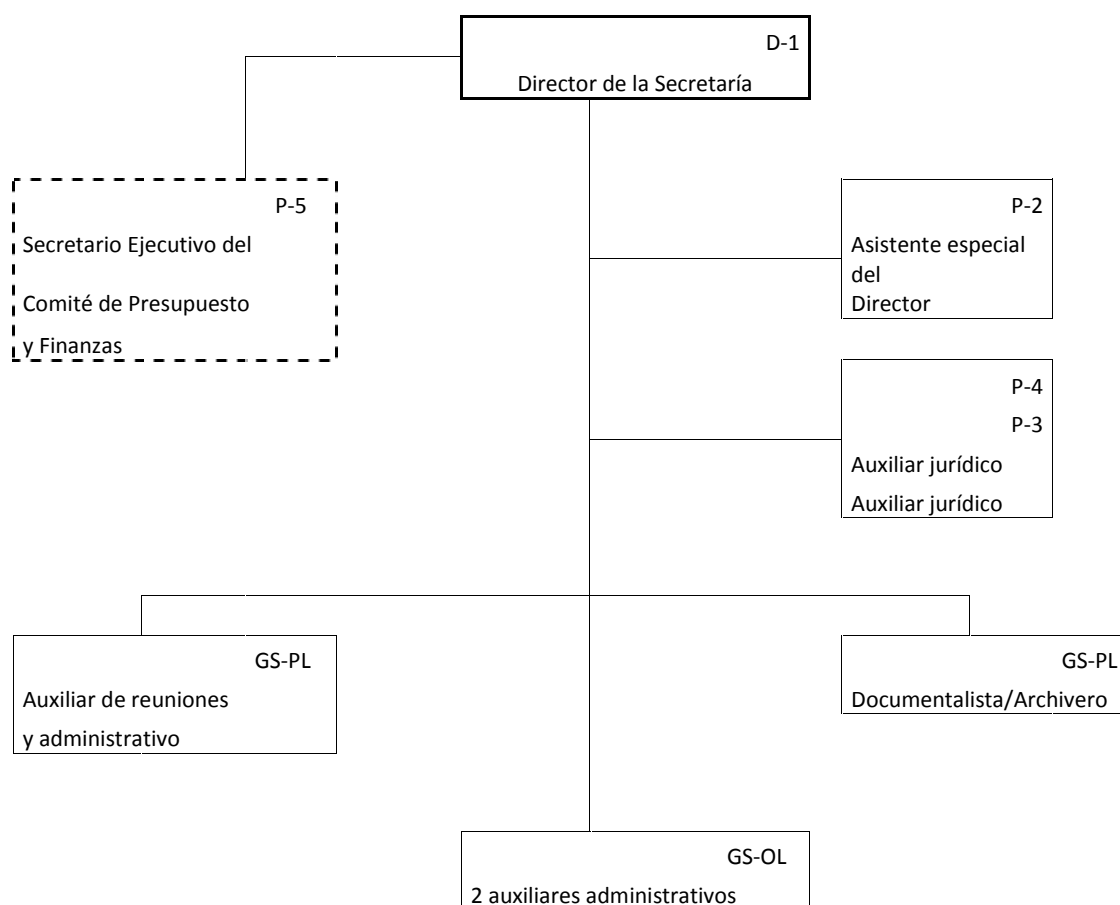 D-1
Director de la Secretaría
P-5
Secretario Ejecutivo del
Comité de Presupuesto
y Finanzas
P-2
Asistente especial
del
Director
P-4
P-3
Auxiliar jurídico
Auxiliar jurídico
GS-PL
Auxiliar de reuniones
y administrativo
GS-PL
Documentalista/Archivero
GS-OL
2 auxiliares administrativos